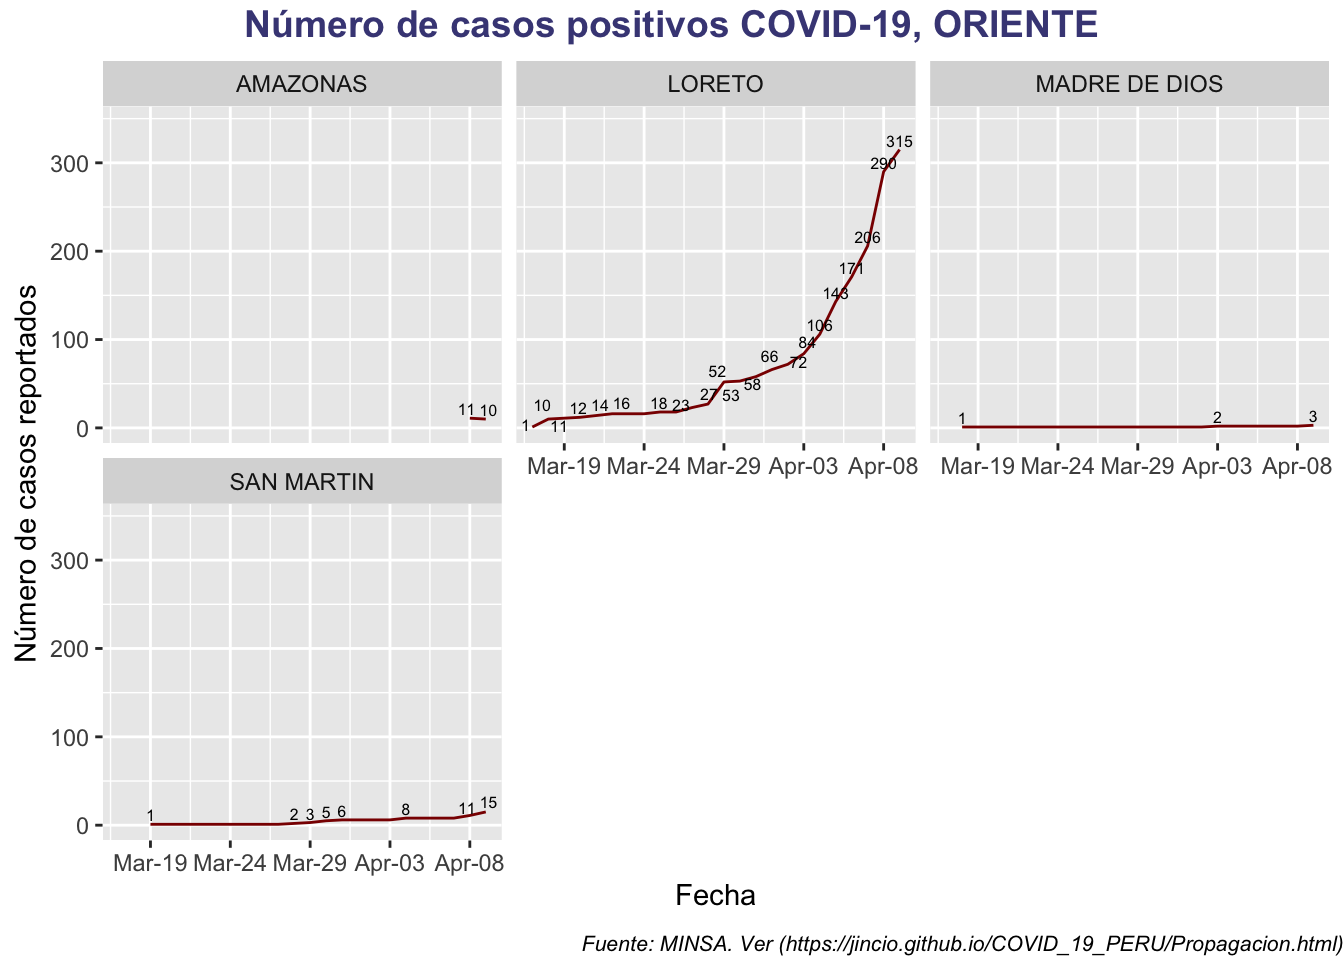 Número de casos positivos COVID-19, ORIENTE
AMAZONAS
LORETO
MADRE DE DIOS
Número de casos reportados
300
200
100
0
11 10
1 10 11 12 14 16 18 23 27 52 53 58 66 72 84 106 143 171 206 290 315
1 2 3
Mar-19 Mar-24 Mar-29 Apr-03 Apr-08
Mar-19 Mar-24 Mar-29 Apr-03 Apr-08
SAN MARTIN
300
200
100
0
1 2 3 5 6 8 11 15
Mar-19 Mar-24 Mar-29 Apr-03 Apr-08
Fecha
Fuente: MINSA. Ver (https://jincio.github.io/COVID_19_PERU/Propagacion.html)